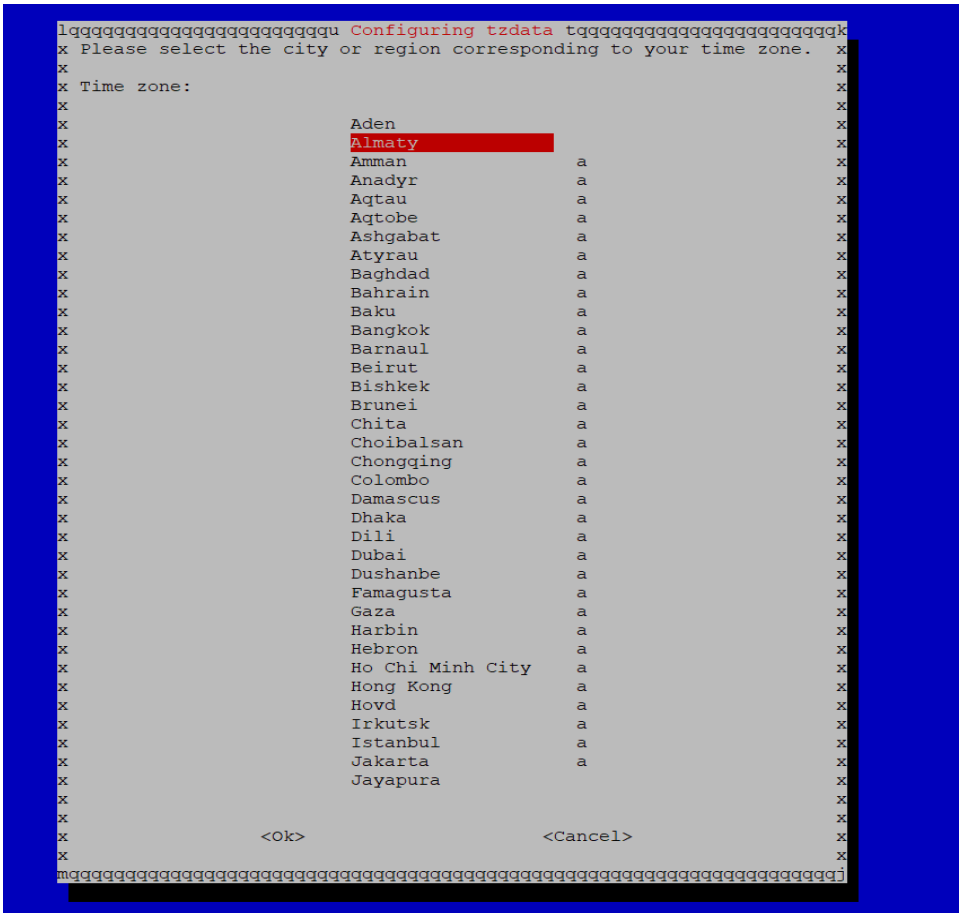 lqqqqqqqqqqqqqqqqqqqqqqqu Configuring tzdata tqqqqqqqqqqqqqqqqqqqqqqqk
x Please select the city or region corresponding to your time zone. x
x x
x Time zone: x
x x
x Aden x
x Almaty x
x Amman a x
x Anadyr a x
x Aqtau a x
x Aqtobe a x
x Ashgabat a x
x Atyrau a x
x Baghdad a x
x Bahrain a x
x Baku a x
x Bangkok a x
x Barnaul a x
x Beirut a x
x Bishkek a x
x Brunei a x
x Chita a x
x Choibalsan a x
x Chongqing a x
x Colombo a x
x Damascus a x
x Dhaka a x
x Dili a x
x Dubai a x
x Dushanbe a x
x Famagusta a x
x Gaza a x
x Harbin a x
x Hebron a x
x Ho Chi Minh City a x
x Hong Kong a x
x Hovd a x
x Irkutsk a x
x Istanbul a x
x Jakarta a x
x Jayapura x
x x
x x
x <Ok> <Cancel> x
x x
mqqqqqqqqqqqqqqqqqqqqqqqqqqqqqqqqqqqqqqqqqqqqqqqqqqqqqqqqqqqqqqqqqqqqj